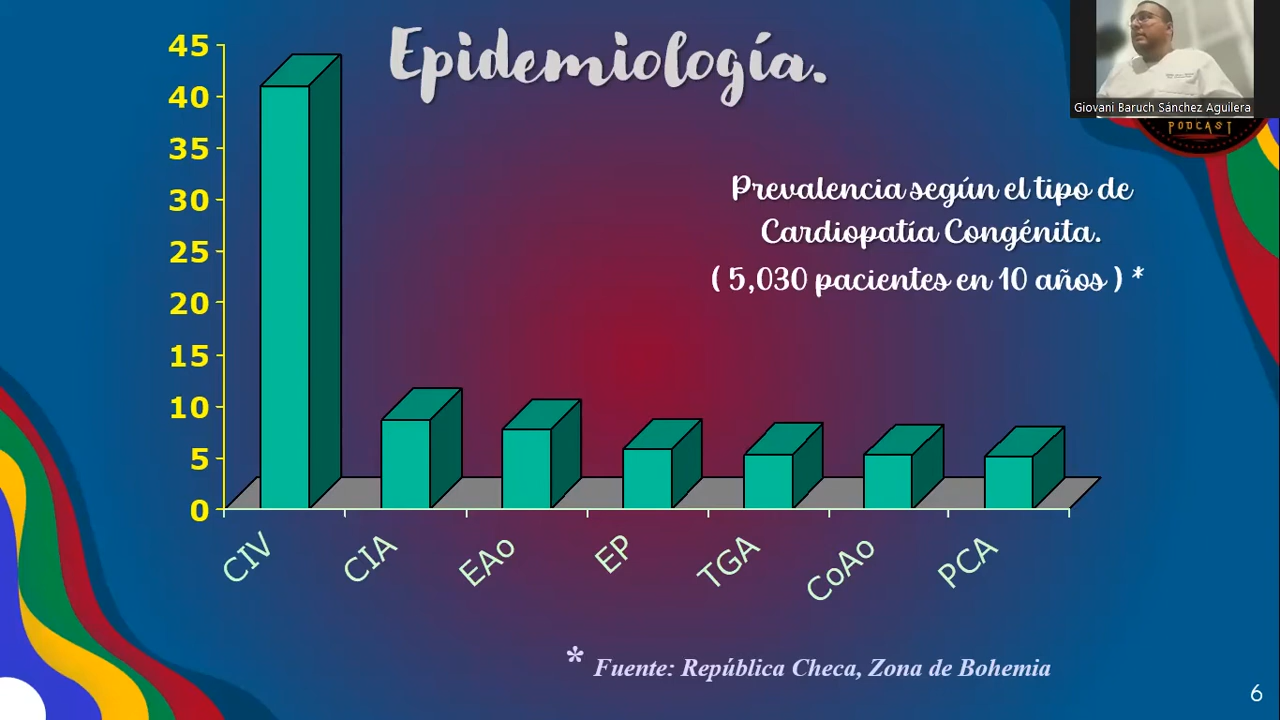 Epidemiología.
Giovani Baruch Sánchez Aguilera
PODCAST
Prevalencia según el tipo de
Cardiopatía Congénita.
( 5,030 pacientes en 10 años ) *
45
40
35
30
25
20
15
10
5
0
CIV
CIA
EAo
EP
TGA
CoAo
PCA
* Fuente: República Checa, Zona de Bohemia
6